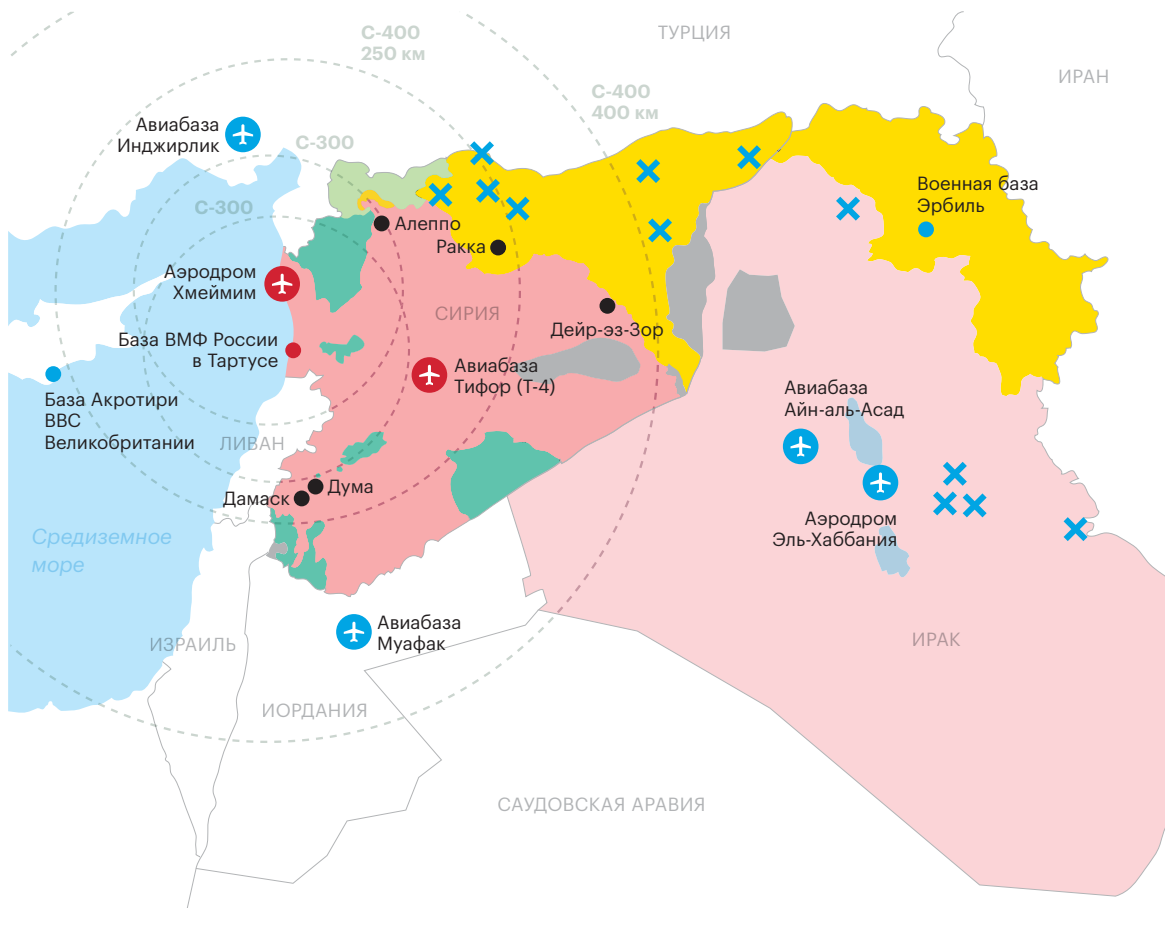 ТУРЦИЯ
С-400
250 км
ИРАН
С-400
400 км
Авиабаза
Инджирлик
С-300
Военная база
Эрбиль
С-300
Алеппо
Ракка
Аэродром
Хмеймим
СИРИЯ
Дейр-эз-Зор
База ВМФ России
в Тартусе
Авиабаза
Тифор (Т-4)
База Акротири
ВВС
Великобритании
Авиабаза
Айн-аль-Асад
ЛИВАН
Дума
Дамаск
Аэродром
Эль-Хаббания
Средиземное
море
Авиабаза
Муафак
ИЗРАИЛЬ
ИРАК
ИОРДАНИЯ
САУДОВСКАЯ АРАВИЯ